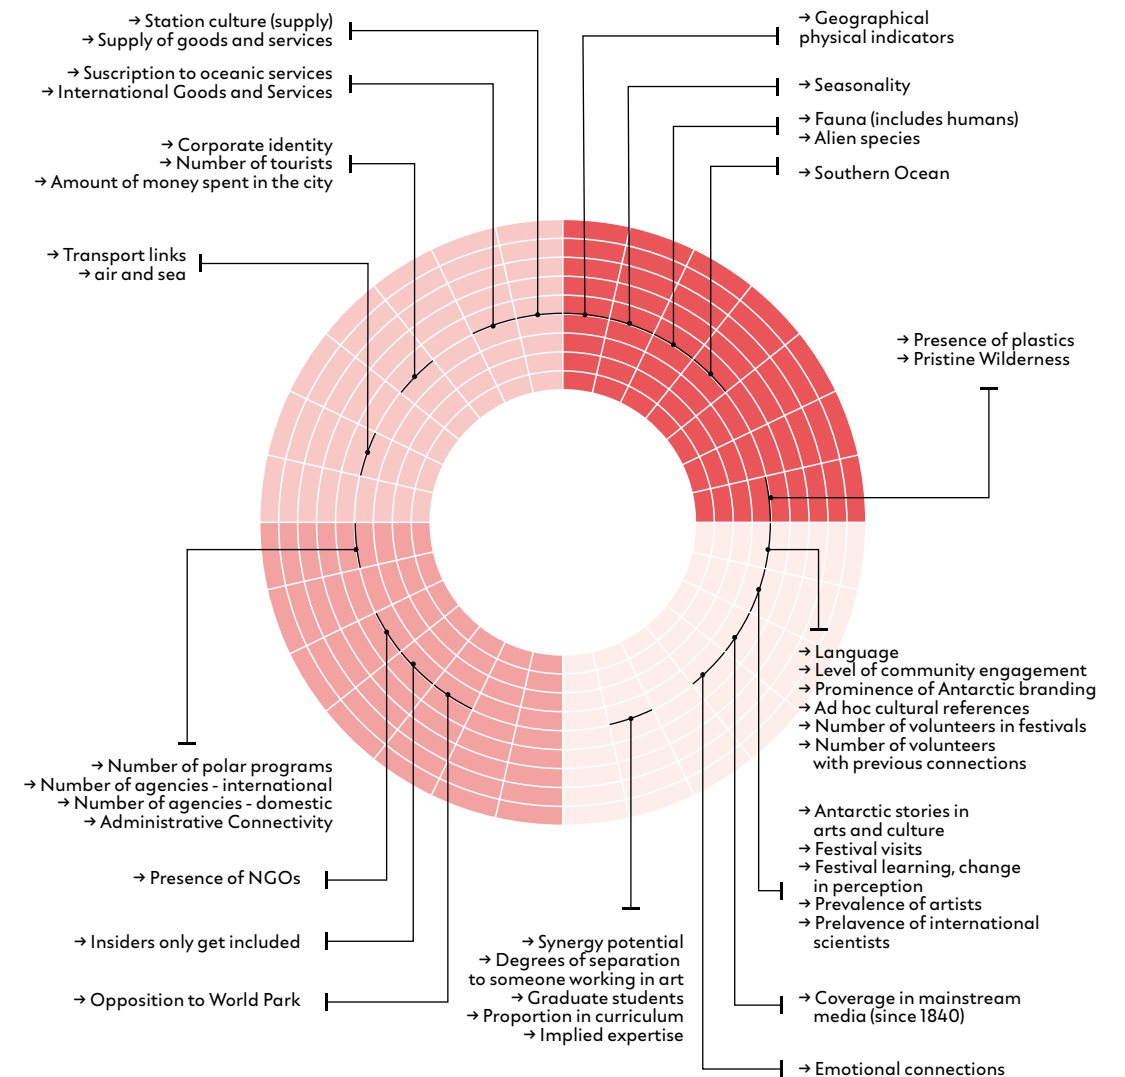 → Station culture (supply)
→ Supply of goods and services
→ Suscription to oceanic services
→ International Goods and Services
→ Corporate identity
→ Number of tourists
→ Amount of money spent in the city
→ Transport links
→ air and sea
→ Geographical
physical indicators
→ Seasonality
→ Fauna (includes humans)
→ Alien species
→ Southern Ocean
→ Presence of plastics
→ Pristine Wilderness
→ Language
→ Level of community engagement
→ Prominence of Antarctic branding
→ Ad hoc cultural references
→ Number of volunteers in festivals
→ Number of volunteers
with previous connections
→ Antarctic stories in
arts and culture
→ Festival visits
→ Festival learning, change
in perception
→ Prevalence of artists
→ Prelavence of international
scientists
→ Coverage in mainstream
media (since 1840)
→ Emotional connections
→ Synergy potential
→ Degrees of separation
to someone working in art
→ Graduate students
→ Proportion in curriculum
→ Implied expertise
→ Number of polar programs
→ Number of agencies - international
→ Number of agencies - domestic
→ Administrative Connectivity
→ Presence of NGOs
→ Insiders only get included
→ Opposition to World Park